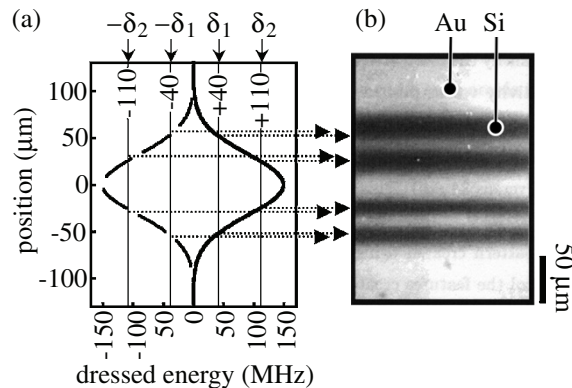 (a)
−δ₂ −δ₁ δ₁ δ₂
-110
-40
+40
+110
100
50
0
-50
-100
position (µm)
-150
-100
50
0
50
100
150
dressed energy (MHz)
(b)
Au Si
50 µm